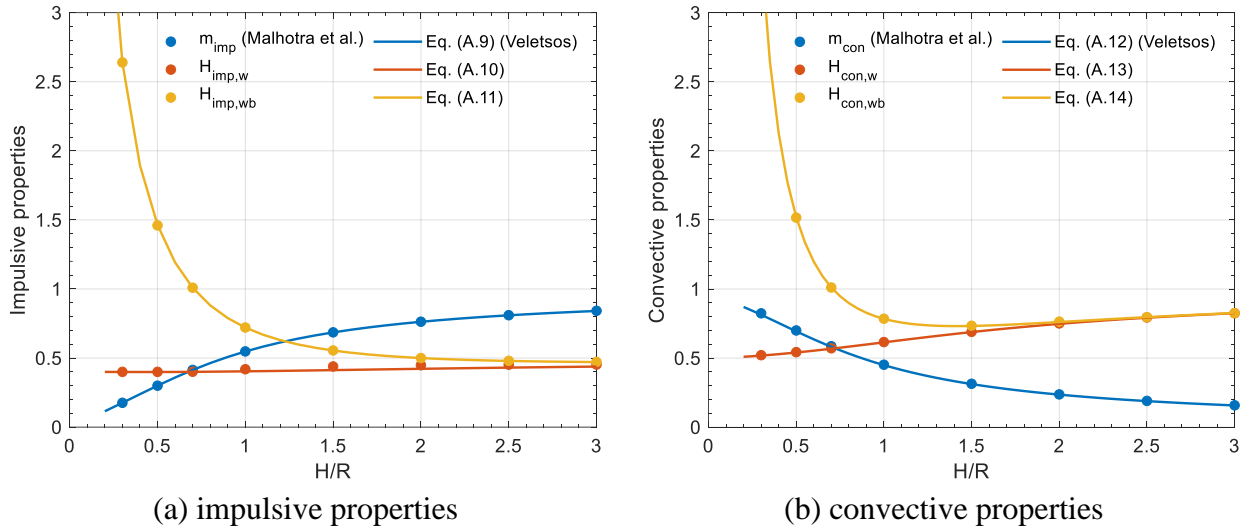 3
2.5
2
1.5
1
0.5
0
Impulsive properties
m_imp (Malhotra et al.)
H_imp,w
H_imp,wb
Eq. (A.9) (Veletsos)
Eq. (A.10)
Eq. (A.11)
0 0.5 1 1.5 2 2.5 3
H/R
(a) impulsive properties
3
2.5
2
1.5
1
0.5
0
Convective properties
m_con (Malhotra et al.)
H_con,w
H_con,wb
Eq. (A.12) (Veletsos)
Eq. (A.13)
Eq. (A.14)
0 0.5 1 1.5 2 2.5 3
H/R
(b) convective properties